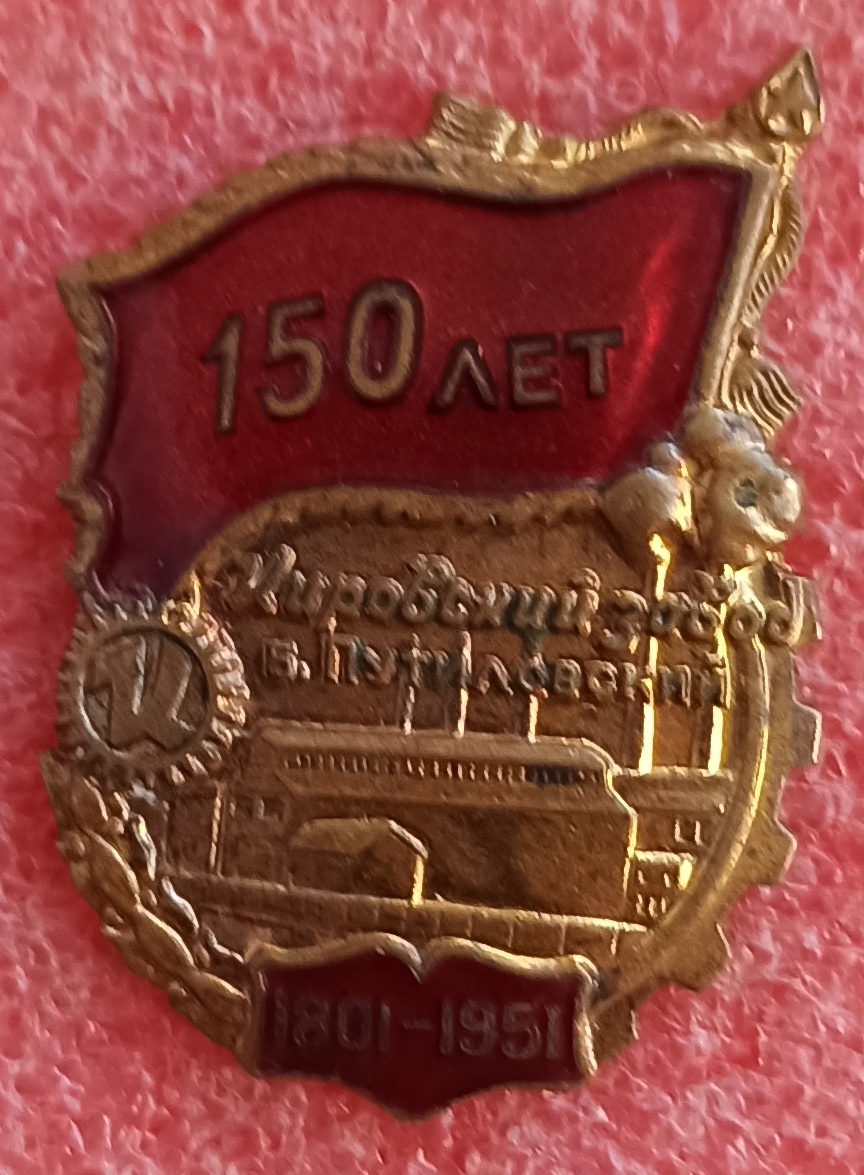 150 ЛЕТ
Кировский завод
Б. ПУТИЛОВСКИЙ
1801-1951